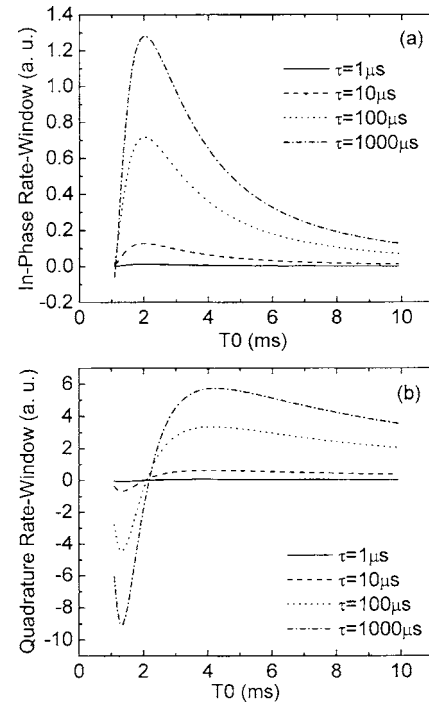 (a)
In-Phase Rate-Window (a. u.)
1.4
1.2
1.0
0.8
0.6
0.4
0.2
0.0
-0.2
τ=1μs
τ=10μs
τ=100μs
τ=1000μs
0 2 4 6 8 10
T0 (ms)
(b)
Quadrature Rate-Window (a. u.)
6
4
2
0
-2
-4
-6
-8
-10
τ=1μs
τ=10μs
τ=100μs
τ=1000μs
0 2 4 6 8 10
T0 (ms)